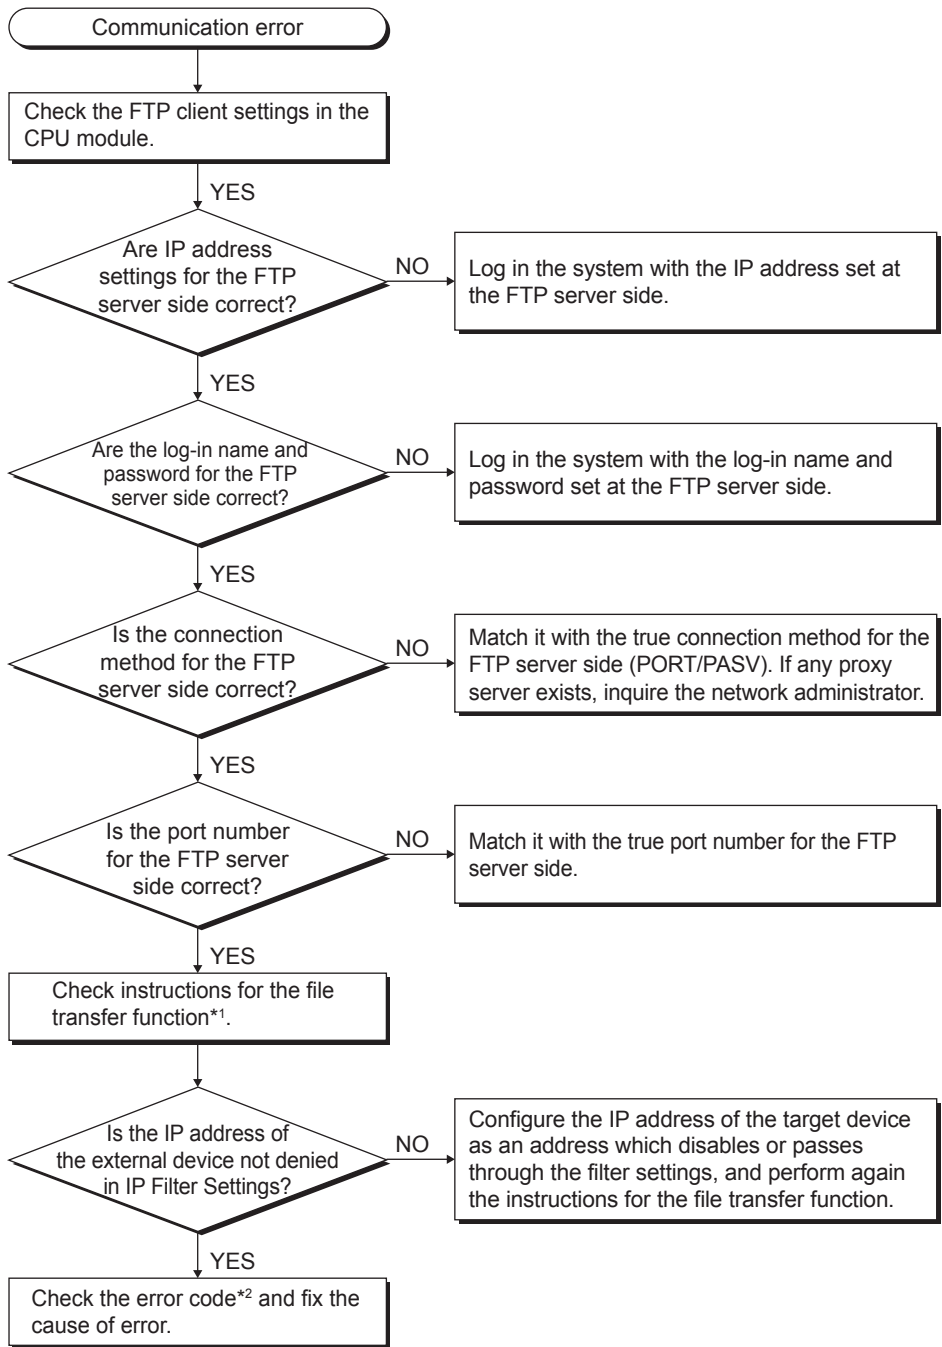 Communication error
Check the FTP client settings in the
CPU module.
YES
Are IP address
settings for the FTP
server side correct?
NO
Log in the system with the IP address set at
the FTP server side.
YES
Are the log-in name and
password for the FTP
server side correct?
NO
Log in the system with the log-in name and
password set at the FTP server side.
YES
Is the connection
method for the FTP
server side correct?
NO
Match it with the true connection method for the
FTP server side (PORT/PASV). If any proxy
server exists, inquire the network administrator.
YES
Is the port number
for the FTP server
side correct?
NO
Match it with the true port number for the FTP
server side.
YES
Check instructions for the file
transfer function*1.
Is the IP address of
the external device not denied
in IP Filter Settings?
NO
Configure the IP address of the target device
as an address which disables or passes
through the filter settings, and perform again
the instructions for the file transfer function.
YES
Check the error code*2 and fix the
cause of error.